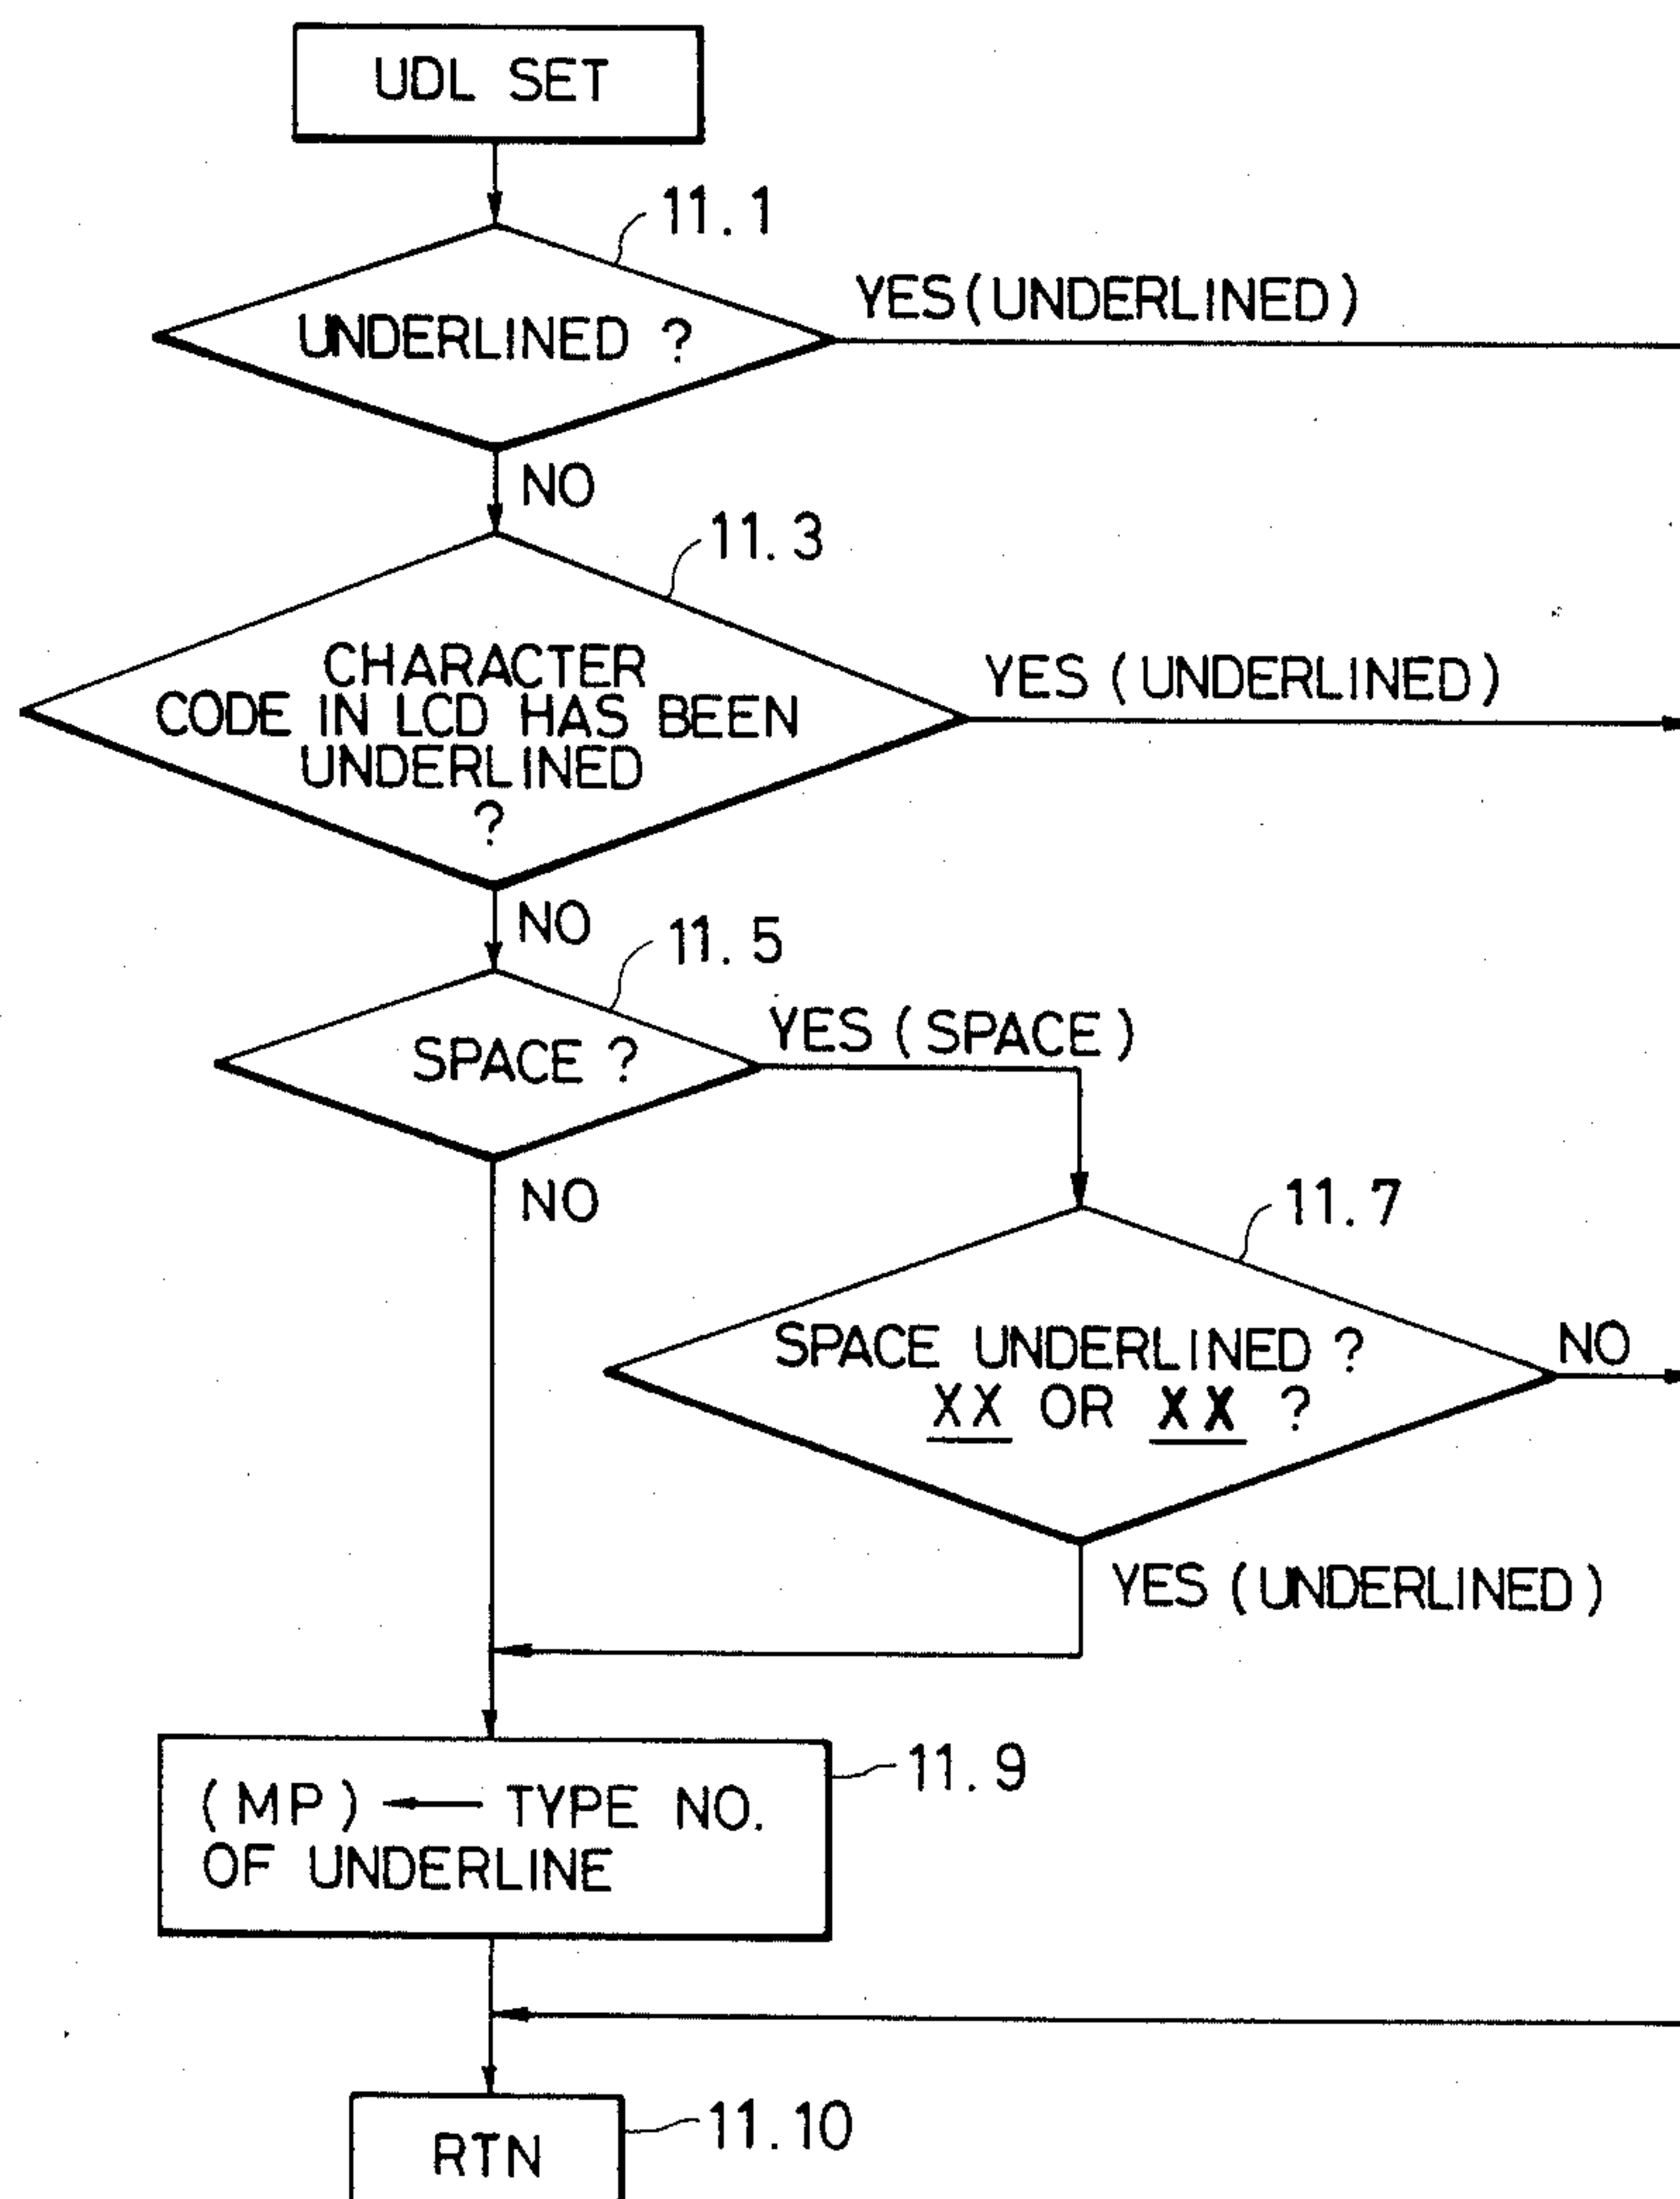 UDL SET
11.1
YES(UNDERLINED)
UNDERLINED ?
NO
11.3
CHARACTER
CODE IN LCD HAS BEEN
UNDERLINED
?
YES (UNDERLINED)
NO
11.5
YES (SPACE)
SPACE ?
NO
11.7
SPACE UNDERLINED ?
XX OR XX ?
NO
YES (UNDERLINED)
11.9
(MP) ← TYPE NO.
OF UNDERLINE
11.10
RTN